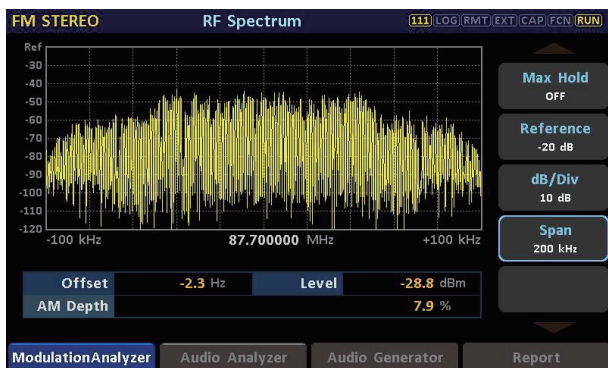 FM STEREO RF Spectrum 111 LOG RMT EXT CAP FCN RUN
Ref
-30
-40
-50
-60
-70
-80
-90
-100
-110
-120
-100 kHz 87.700000 MHz +100 kHz
Max Hold
OFF
Reference
-20 dB
dB/Div
10 dB
Span
200 kHz
Offset -2.3 Hz Level -28.8 dBm
AM Depth 7.9 %
ModulationAnalyzer Audio Analyzer Audio Generator Report